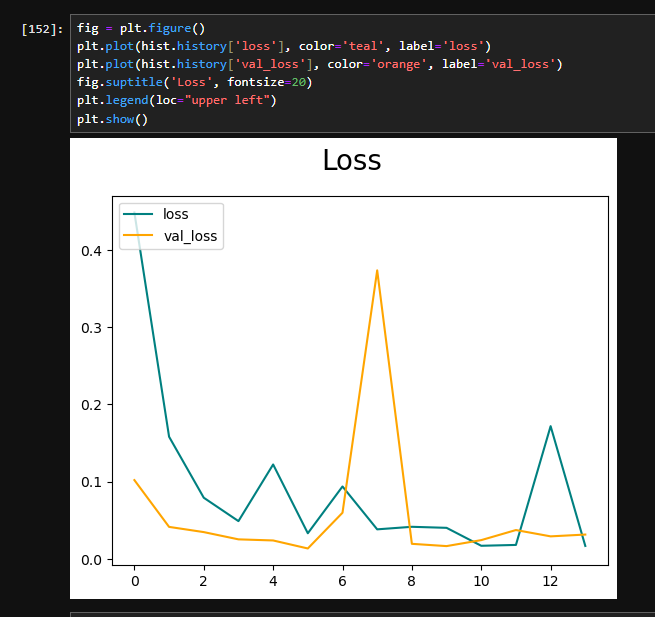 [152]: fig = plt.figure()
plt.plot(hist.history['loss'], color='teal', label='loss')
plt.plot(hist.history['val_loss'], color='orange', label='val_loss')
fig.suptitle('Loss', fontsize=20)
plt.legend(loc="upper left")
plt.show()
Loss
loss
val_loss
0.4
0.3
0.2
0.1
0.0
0 2 4 6 8 10 12